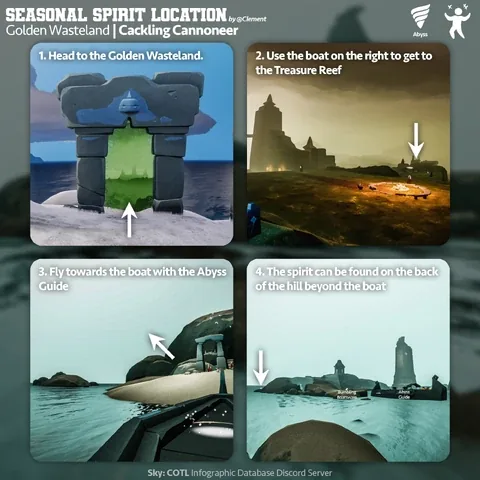 SEASONAL SPIRIT LOCATION by @Clement
Golden Wasteland | Cackling Cannoneer
Abyss
1. Head to the Golden Wasteland.
2. Use the boat on the right to get to
the Treasure Reef
3. Fly towards the boat with the Abyss
Guide
4. The spirit can be found on the back
of the hill beyond the boat
Abyss
Guide
Sky: COTL Infographic Database Discord Server